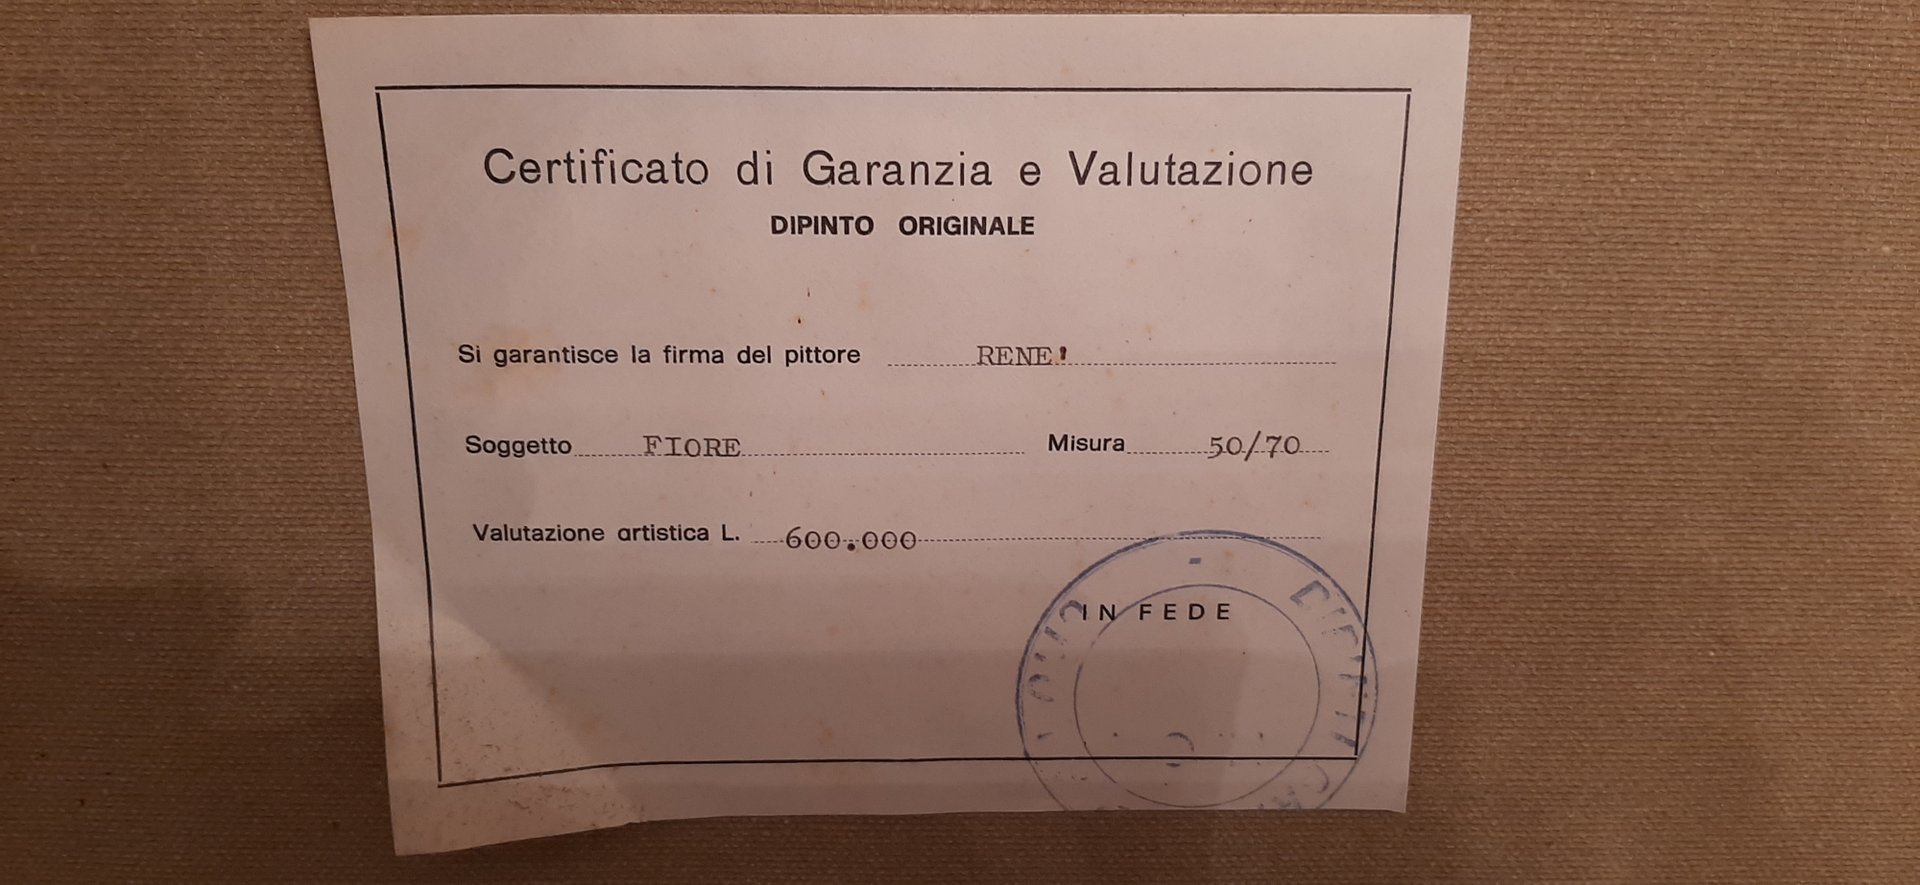 Certificato di Garanzia e Valutazione
DIPINTO ORIGINALE
Si garantisce la firma del pittore RENE!
Soggetto FIORE Misura 50/70
Valutazione artistica L. 600.000
IN FEDE